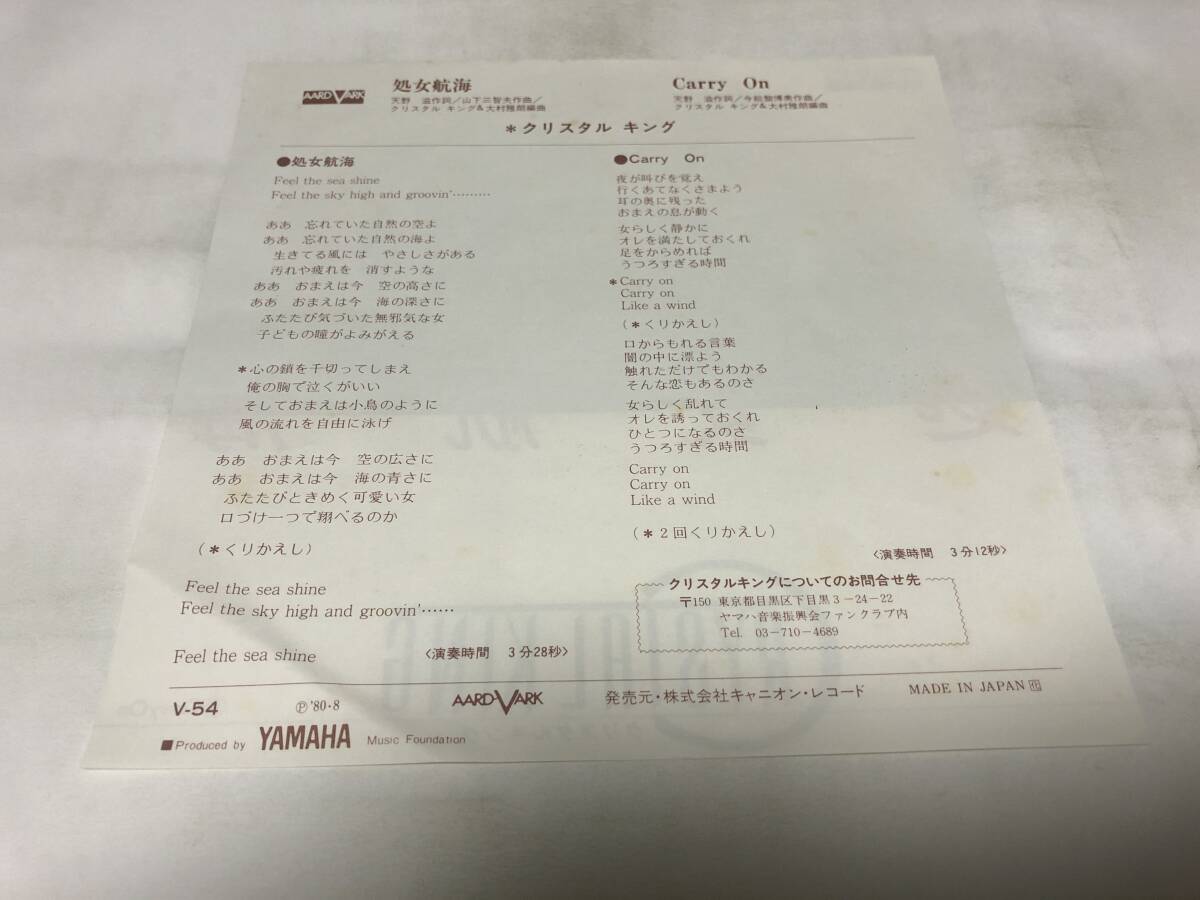 AARDVARK
処女航海
天野　滋作詞／山下三智夫作曲／
クリスタル キング＆大村雅朗編曲
Carry On
天野　滋作詞／今給黎博美作曲／
クリスタル キング＆大村雅朗編曲
＊クリスタル キング
●処女航海
Feel the sea shine
Feel the sky high and groovin'………
ああ　忘れていた自然の空よ
ああ　忘れていた自然の海よ
生きてる風には　やさしさがある
汚れや疲れを　消すような
ああ　おまえは今　空の高さに
ああ　おまえは今　海の深さに
ふたたび気づいた無邪気な女
子どもの瞳がよみがえる
＊心の鎖を千切ってしまえ
俺の胸で泣くがいい
そしておまえは小鳥のように
風の流れを自由に泳げ
ああ　おまえは今　空の広さに
ああ　おまえは今　海の青さに
ふたたびときめく可愛い女
口づけ一つで翔べるのか
（＊くりかえし）
Feel the sea shine
Feel the sky high and groovin'……
Feel the sea shine
〈演奏時間　3分28秒〉
●Carry On
夜が叫びを覚え
行くあてなくさまよう
耳の奥に残った
おまえの息が動く
女らしく静かに
オレを満たしておくれ
足をからめれば
うつろすぎる時間
＊Carry on
Carry on
Like a wind
（＊くりかえし）
口からもれる言葉
闇の中に漂よう
触れただけでもわかる
そんな恋もあるのさ
女らしく乱れて
オレを誘っておくれ
ひとつになるのさ
うつろすぎる時間
Carry on
Carry on
Like a wind
（＊2回くりかえし）
〈演奏時間　3分12秒〉
クリスタルキングについてのお問合せ先
〒150 東京都目黒区下目黒3－24－22
ヤマハ音楽振興会ファンクラブ内
Tel. 03－710－4689
V-54
Ⓟ'80・8
AARDVARK
発売元・株式会社キャニオン・レコード
MADE IN JAPAN
■Produced by YAMAHA Music Foundation